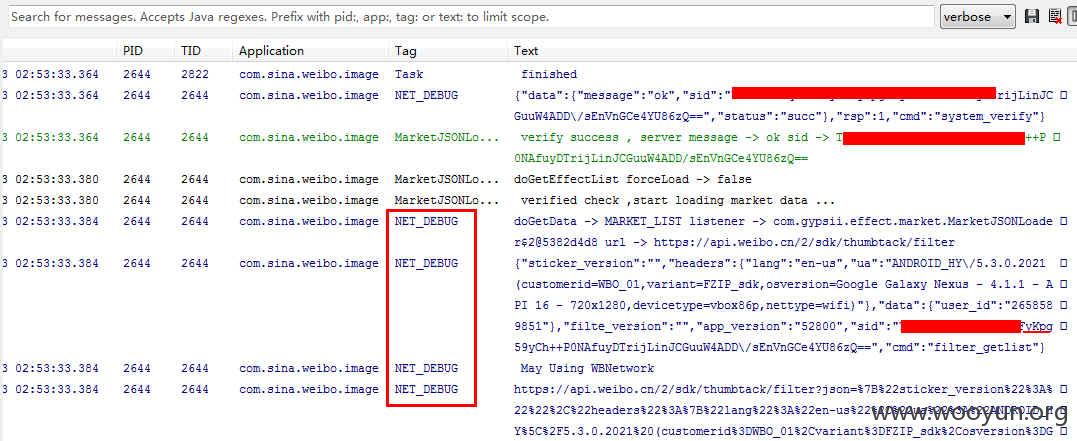 Search for messages. Accepts Java regexes. Prefix with pid:, app:, tag: or text: to limit scope.
verbose
PID TID Application Tag Text
3 02:53:33.364 2644 2822 com.sina.weibo.image Task finished
3 02:53:33.364 2644 2644 com.sina.weibo.image NET_DEBUG {"data":{"message":"ok","sid":" rijLinJC
GuuW4ADD\/sEnVnGCe4YU86zQ==","status":"succ"},"rsp":1,"cmd":"system_verify"}
3 02:53:33.364 2644 2644 com.sina.weibo.image MarketJSONLo... verify success , server message -> ok sid -> T ++P
0NAfuyDTrijLinJCGuuW4ADD/sEnVnGCe4YU86zQ==
3 02:53:33.380 2644 2644 com.sina.weibo.image MarketJSONLo... doGetEffectList forceLoad -> false
3 02:53:33.380 2644 2644 com.sina.weibo.image MarketJSONLo... verified check ,start loading market data ...
3 02:53:33.384 2644 2644 com.sina.weibo.image NET_DEBUG doGetData -> MARKET_LIST listener -> com.gypsii.effect.market.MarketJSONLoade
r$2@5382d4d8 url -> https://api.weibo.cn/2/sdk/thumbtack/filter
3 02:53:33.384 2644 2644 com.sina.weibo.image NET_DEBUG {"sticker_version":"","headers":{"lang":"en-us","ua":"ANDROID_HY\/5.3.0.2021
(customerid=WBO_01,variant=FZIP_sdk,osversion=Google Galaxy Nexus - 4.1.1 - A
PI 16 - 720x1280,devicetype=vbox86p,nettype=wifi)"},"data":{"user_id":"265858
9851"},"filte_version":"","app_version":"52800","sid":" FvKpg
59yCh++P0NAfuyDTrijLinJCGuuW4ADD\/sEnVnGCe4YU86zQ==","cmd":"filter_getlist"}
3 02:53:33.384 2644 2644 com.sina.weibo.image NET_DEBUG May Using WBNetwork
3 02:53:33.384 2644 2644 com.sina.weibo.image NET_DEBUG https://api.weibo.cn/2/sdk/thumbtack/filter?json=%7B%22sticker_version%22%3A%
22%22%2C%22headers%22%3A%7B%22lang%22%3A%22en-us%22%2C%22ua%22%3A%22ANDROID_H
Y%5C%2F5.3.0.2021%20(customerid%3DWBO_01%2Cvariant%3DFZIP_sdk%2Cosversion%3DG
www.wooyun.org